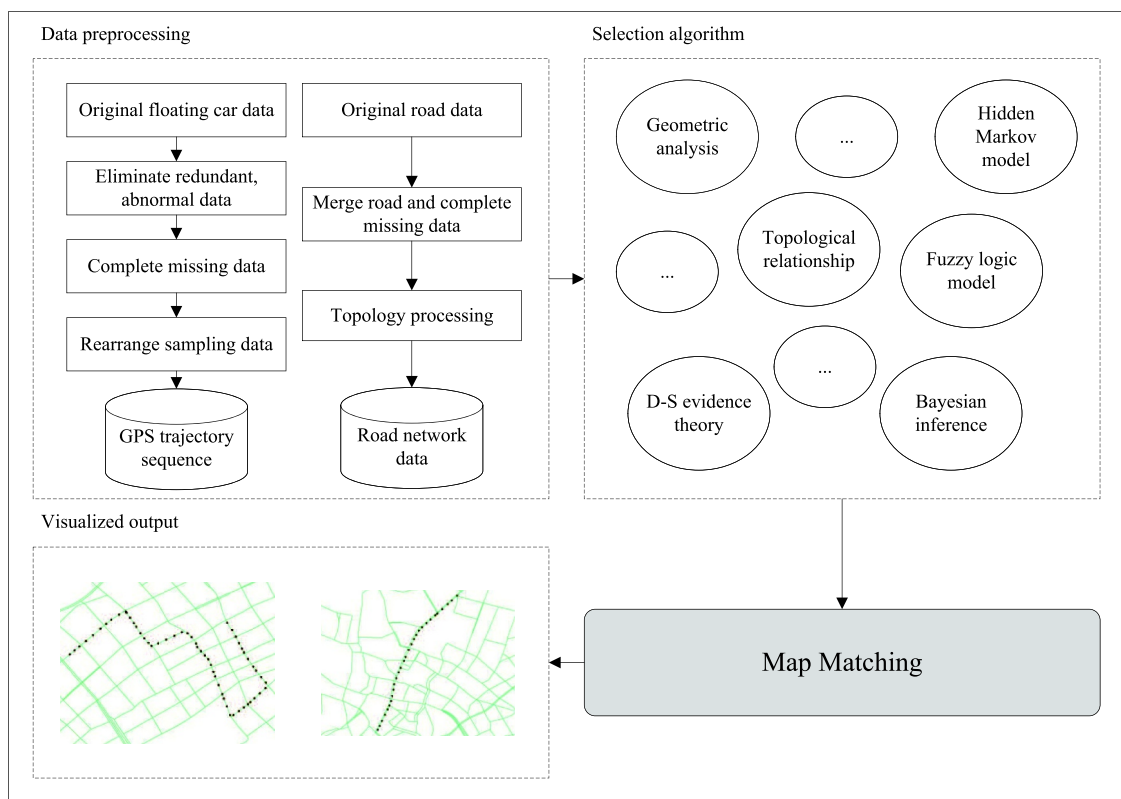 Data preprocessing
Original floating car data
Eliminate redundant,
abnormal data
Complete missing data
Rearrange sampling data
GPS trajectory
sequence
Original road data
Merge road and complete
missing data
Topology processing
Road network
data
Selection algorithm
Geometric
analysis
...
Hidden
Markov
model
...
Topological
relationship
Fuzzy logic
model
...
D-S evidence
theory
Bayesian
inference
Visualized output
Map Matching